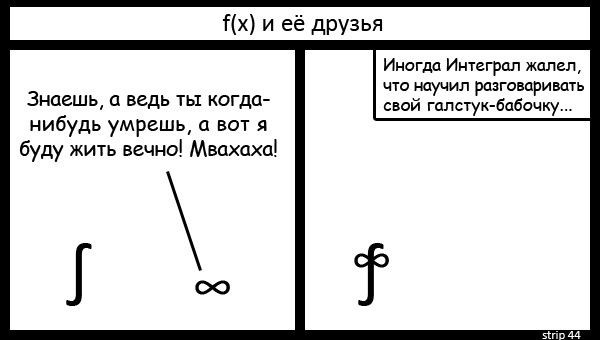 f(x) и её друзья
Знаешь, а ведь ты когда-
нибудь умрешь, а вот я
буду жить вечно! Мвахаха!
∫ ∞
Иногда Интеграл жалел,
что научил разговаривать
свой галстук-бабочку...
∫ ∞
strip 44